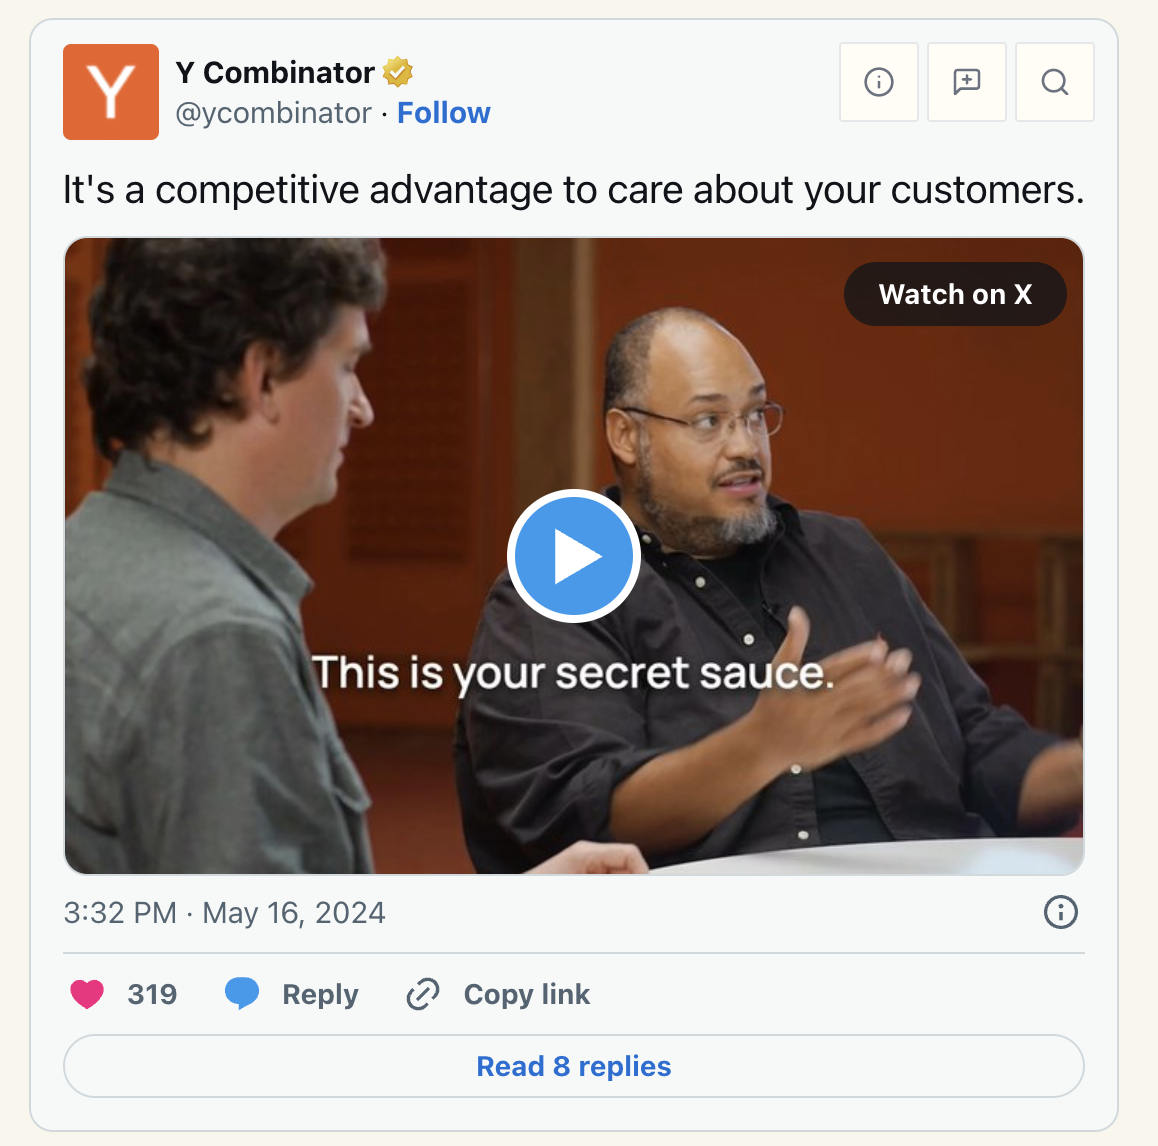 Y
Y Combinator
@ycombinator · Follow
It's a competitive advantage to care about your customers.
Watch on X
This is your secret sauce.
3:32 PM · May 16, 2024
319 Reply Copy link
Read 8 replies